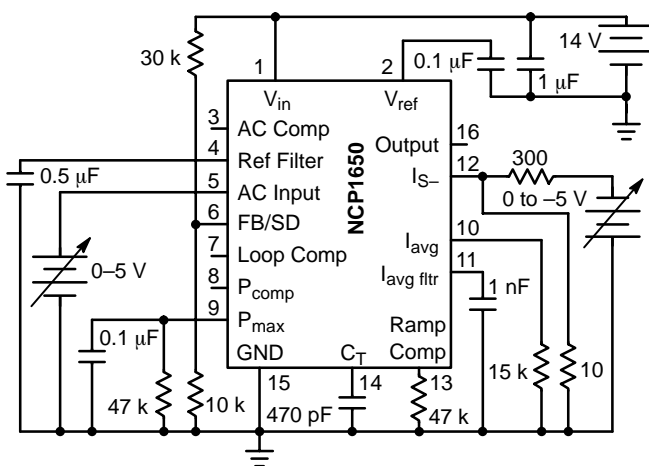 14 V
30 k
1
2
0.1 µF
1 µF
Vin
Vref
3
AC Comp
Output
16
4
Ref Filter
12
300
0.5 µF
5
AC Input
IS–
0 to –5 V
NCP1650
6
FB/SD
7
Loop Comp
Iavg
10
0–5 V
8
Pcomp
Iavg fltr
11
1 nF
9
Pmax
0.1 µF
Ramp
Comp
GND
CT
15
14
13
15 k
10
47 k
10 k
470 pF
47 k